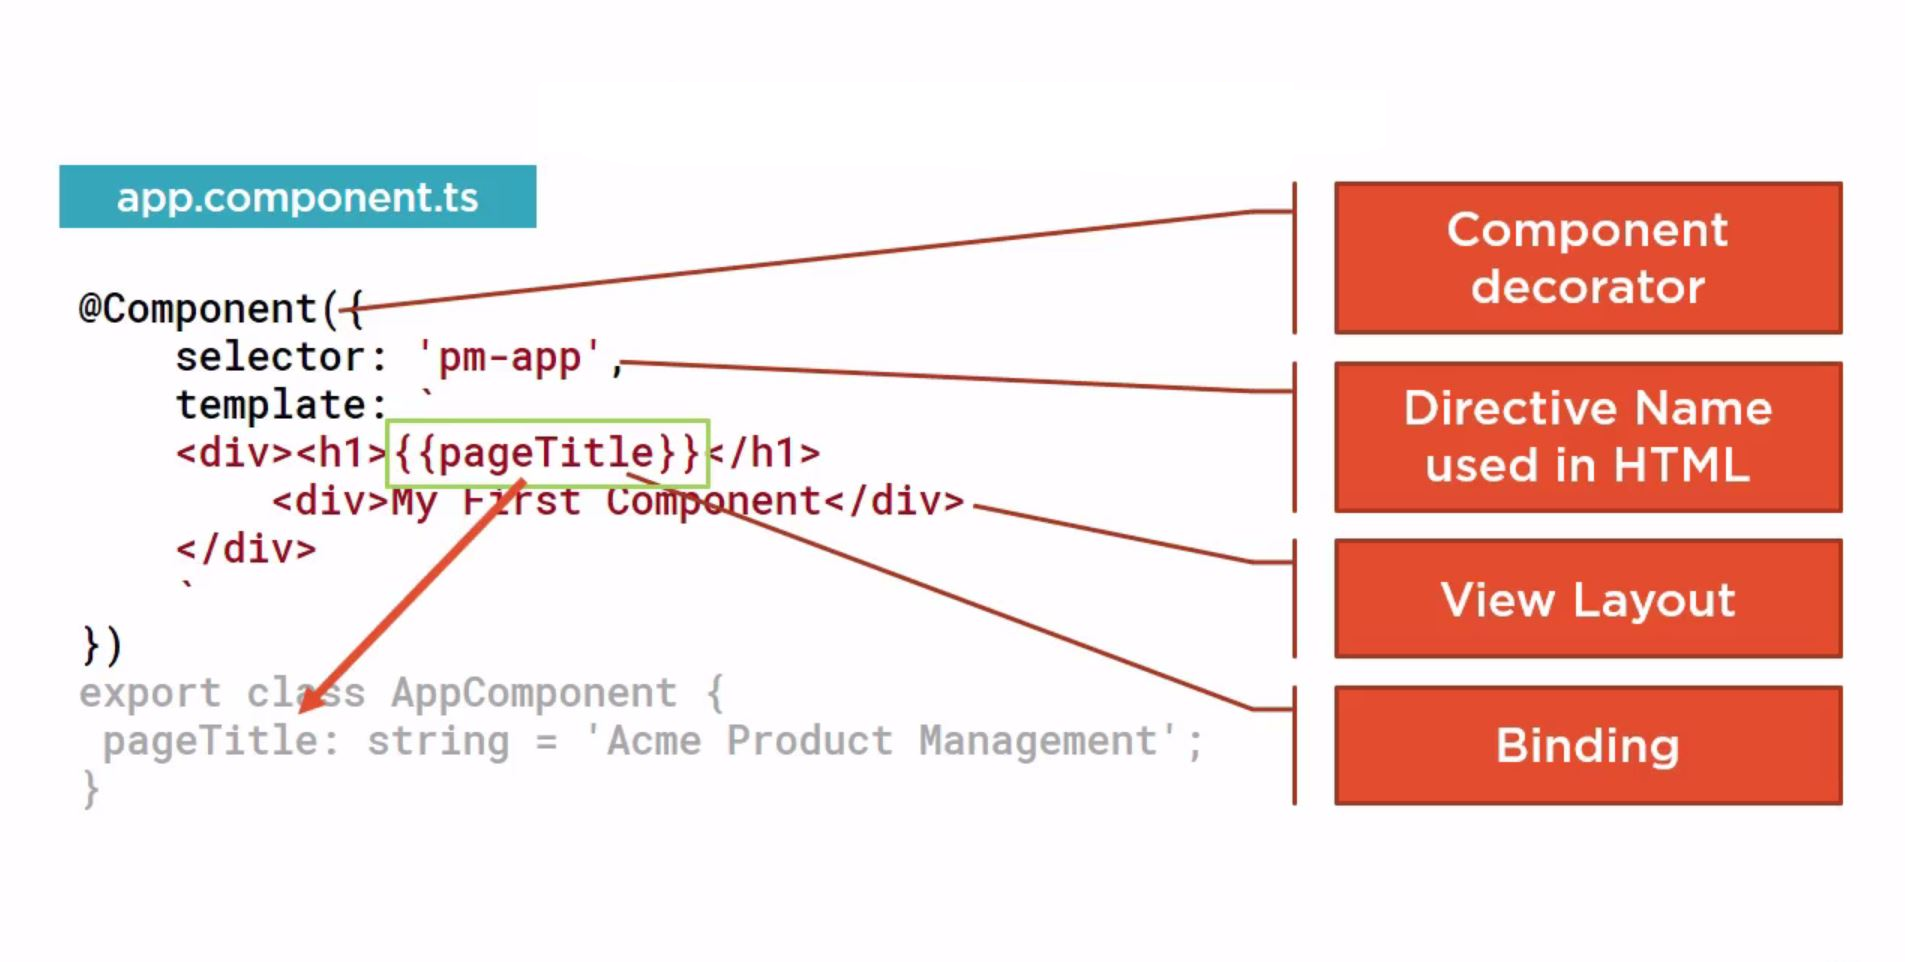 app.component.ts
@Component({
    selector: 'pm-app',
    template: `
    <div><h1>{{pageTitle}}</h1>
        <div>My First Component</div>
    </div>
    `
})
export class AppComponent {
 pageTitle: string = 'Acme Product Management';
}
Component
decorator
Directive Name
used in HTML
View Layout
Binding